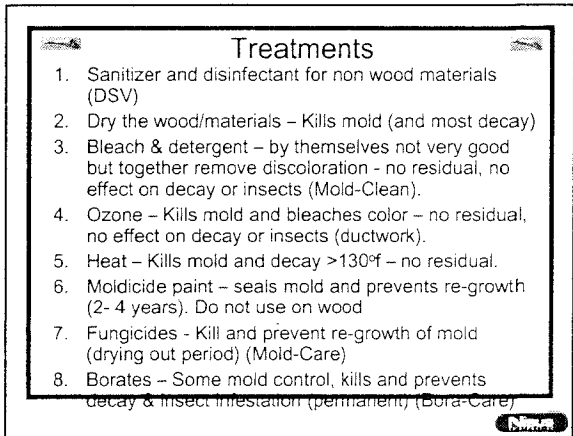 Treatments
1. Sanitizer and disinfectant for non wood materials
(DSV)
2. Dry the wood/materials – Kills mold (and most decay)
3. Bleach & detergent – by themselves not very good
but together remove discoloration - no residual, no
effect on decay or insects (Mold-Clean).
4. Ozone – Kills mold and bleaches color – no residual,
no effect on decay or insects (ductwork).
5. Heat – Kills mold and decay >130ºf – no residual.
6. Moldicide paint – seals mold and prevents re-growth
(2- 4 years). Do not use on wood
7. Fungicides - Kill and prevent re-growth of mold
(drying out period) (Mold-Care)
8. Borates – Some mold control, kills and prevents
decay & insect infestation (permanent) (Bora-Care)
Nisus